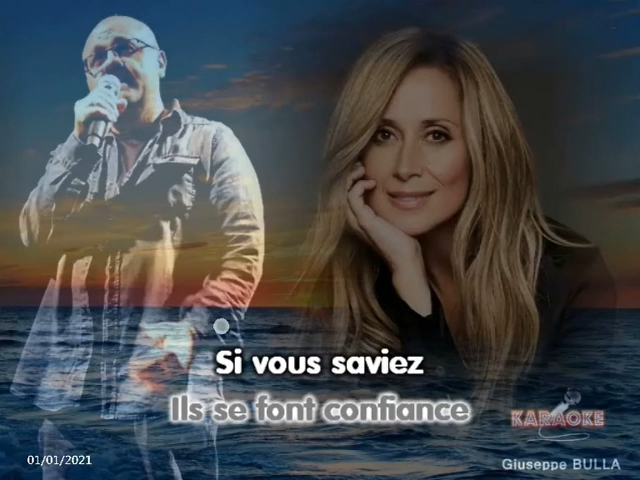 Si vous saviez
Ils se font confiance
KARAOKE
01/01/2021
Giuseppe BULLA